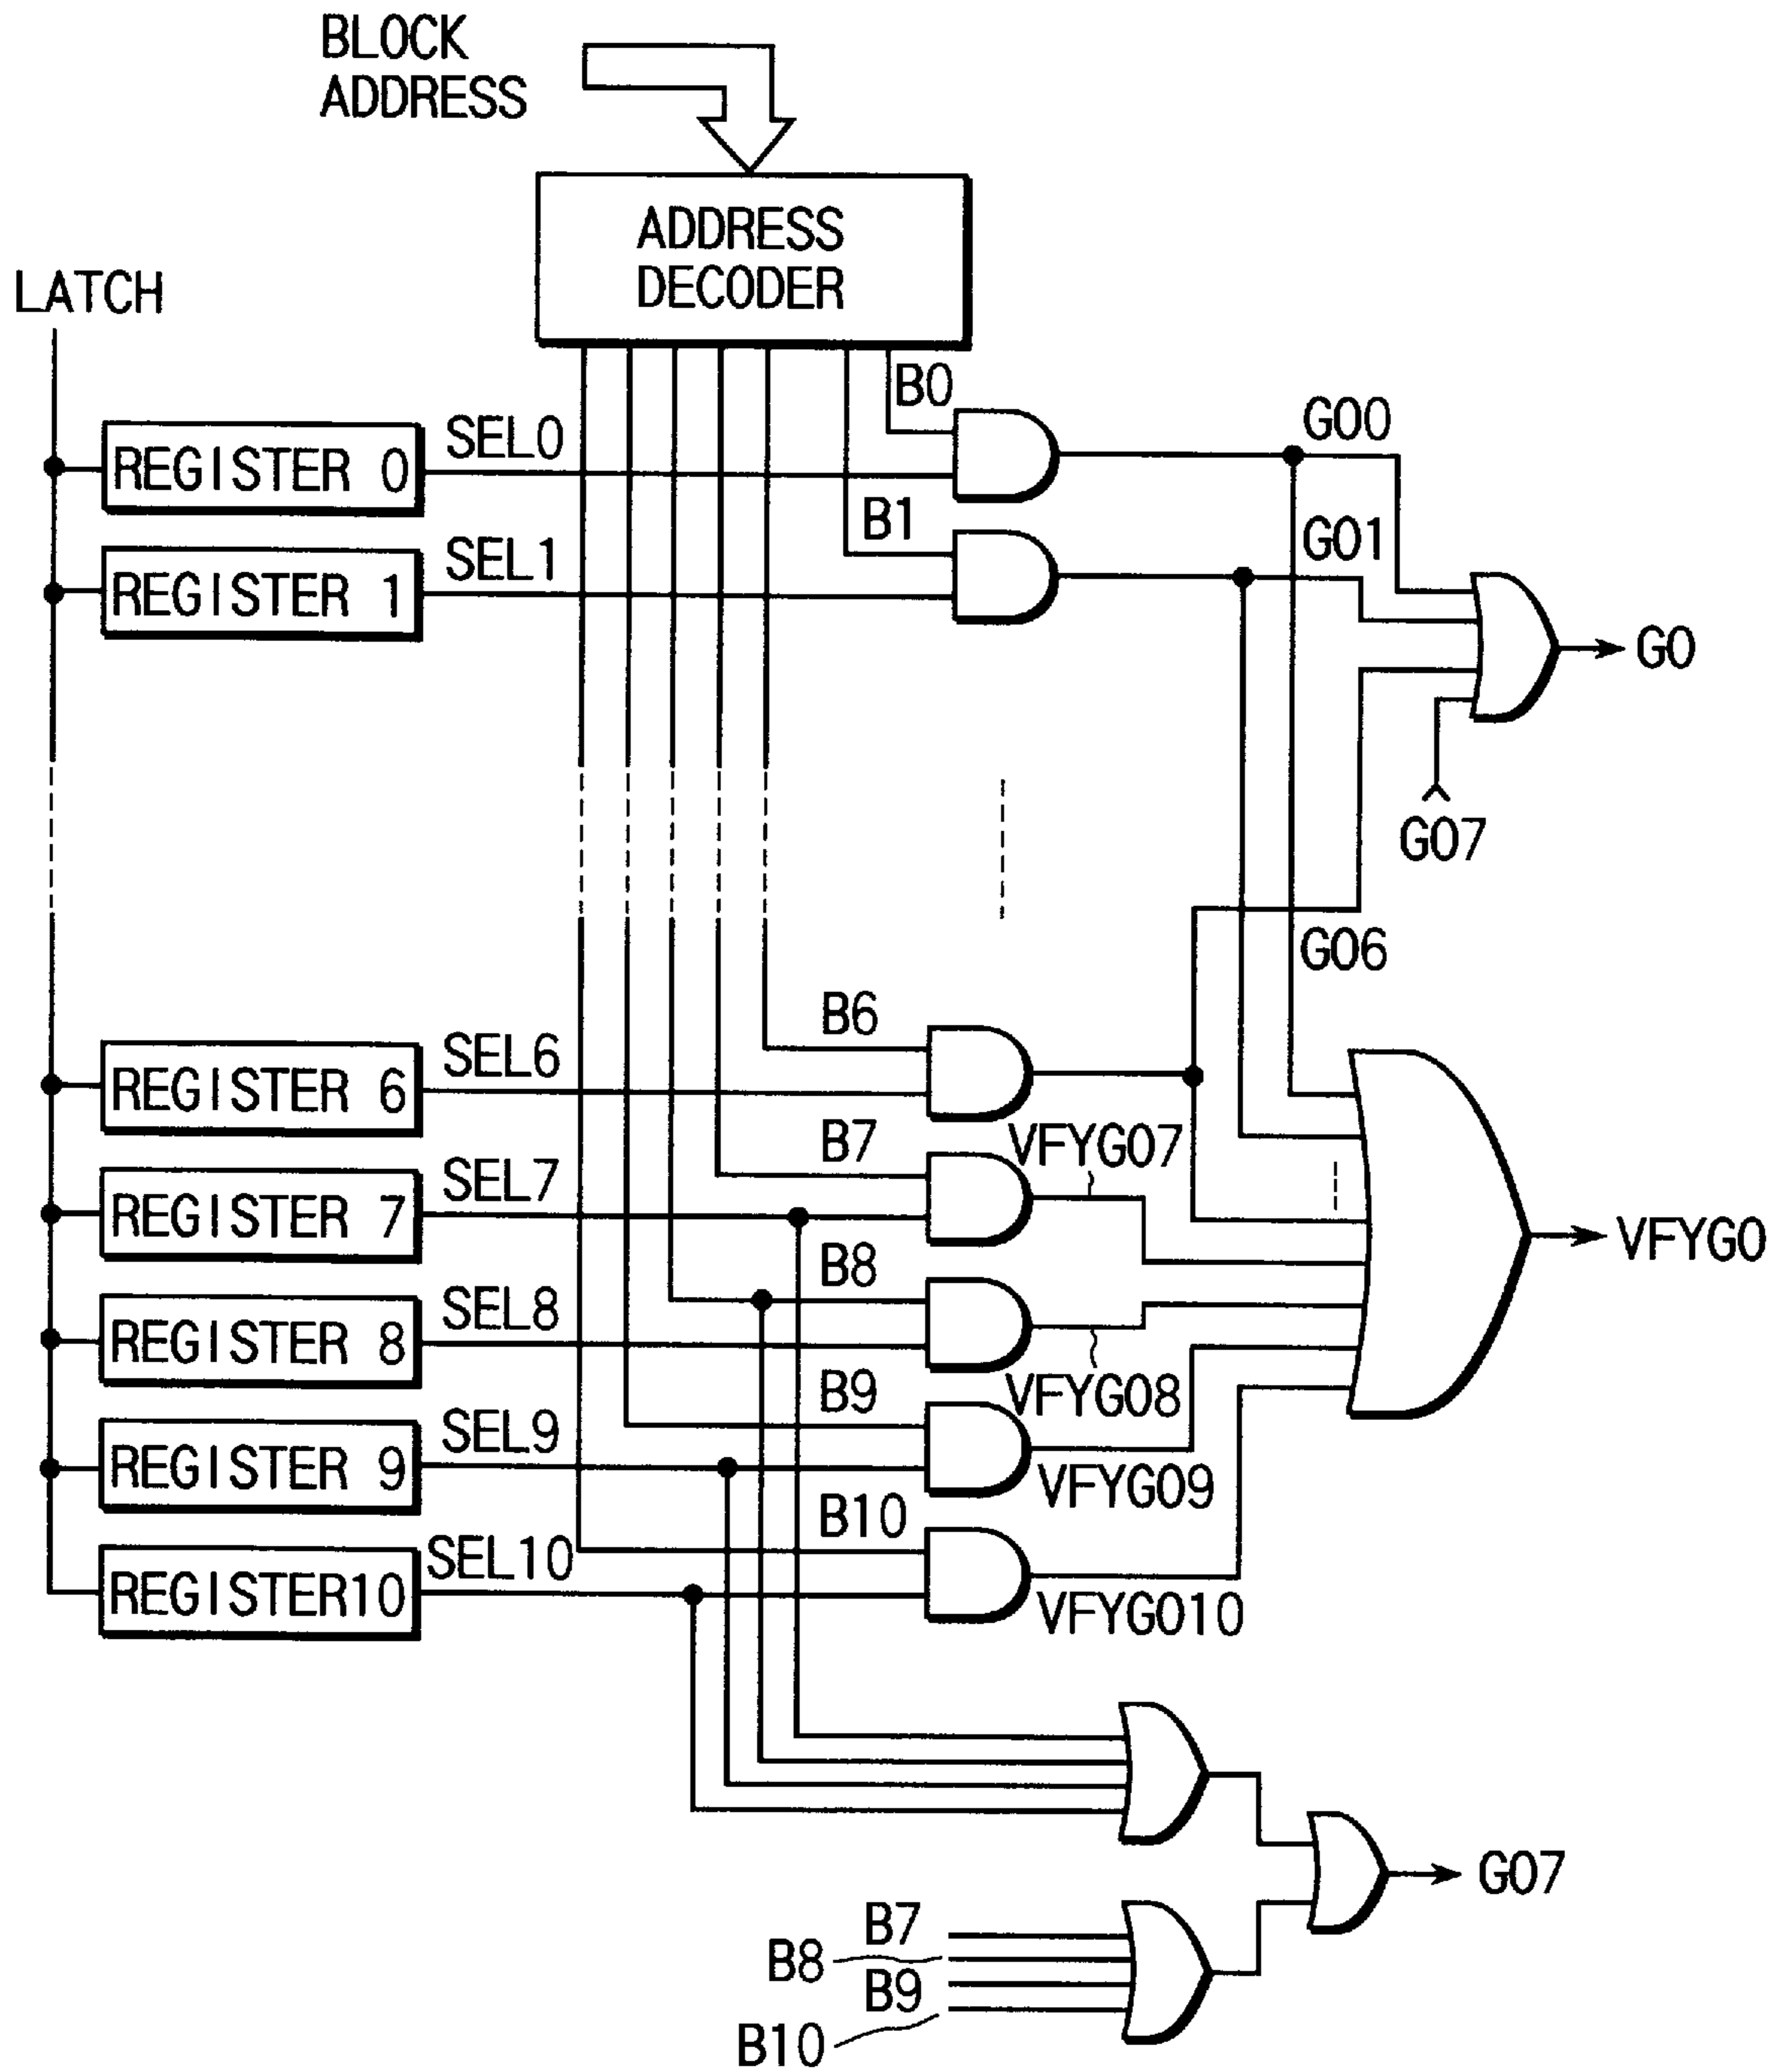 BLOCK
ADDRESS
ADDRESS
DECODER
LATCH
B0
G00
REGISTER 0
SEL0
B1
G01
REGISTER 1
SEL1
G0
G07
G06
B6
REGISTER 6
SEL6
B7
VFYG07
REGISTER 7
SEL7
VFYG0
B8
REGISTER 8
SEL8
VFYG08
B9
REGISTER 9
SEL9
VFYG09
B10
REGISTER10
SEL10
VFYG010
G07
B7
B8
B9
B10